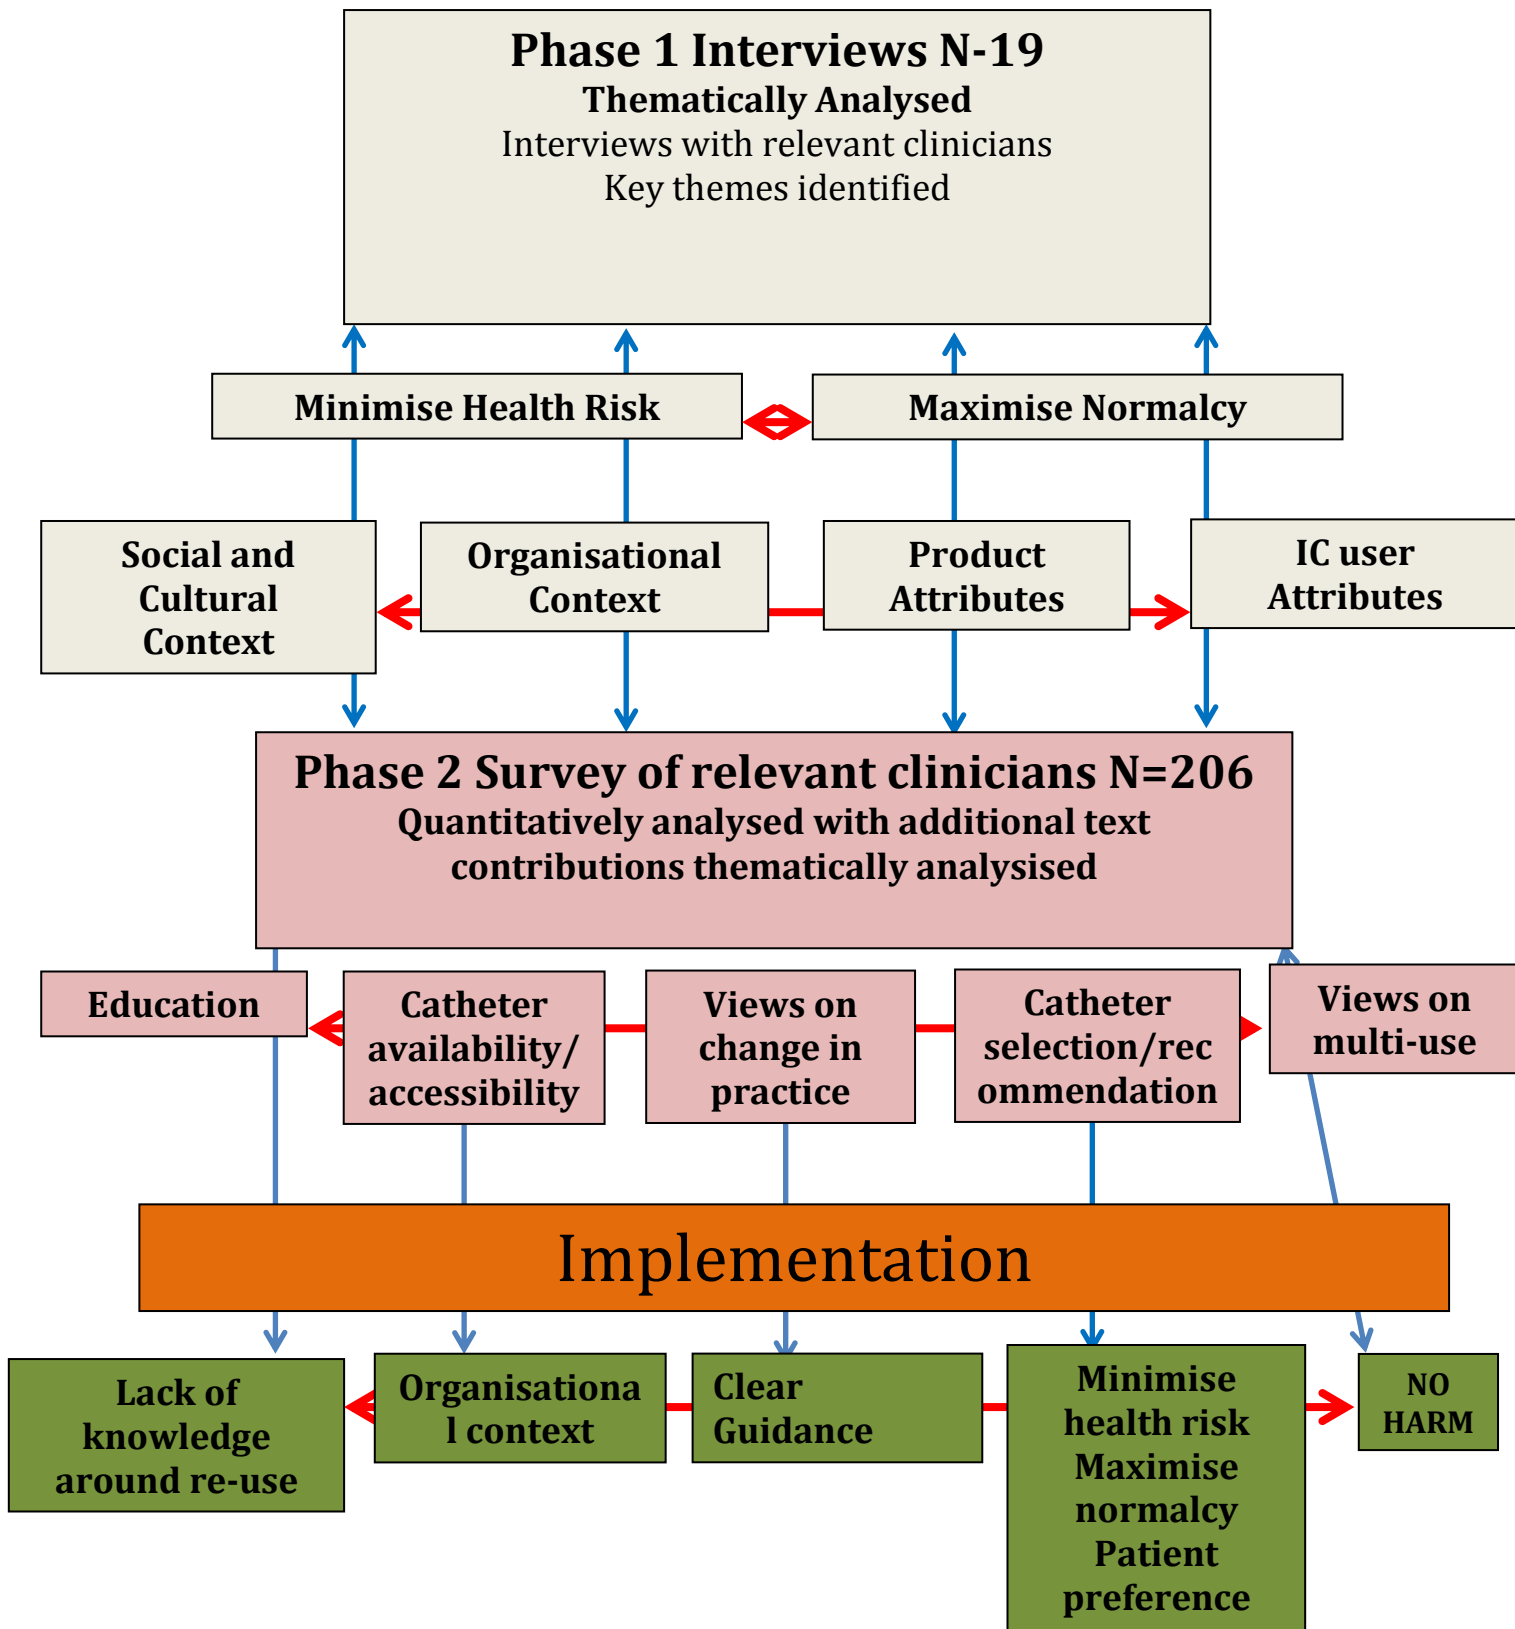 Phase 1 Interviews N-19
Thematically Analysed
Interviews with relevant clinicians
Key themes identified
Minimise Health Risk
Maximise Normalcy
Social and
Cultural
Context
Organisational
Context
Product
Attributes
IC user
Attributes
Phase 2 Survey of relevant clinicians N=206
Quantitatively analysed with additional text
contributions thematically analysised
Education
Catheter
availability/
accessibility
Views on
change in
practice
Catheter
selection/rec
ommendation
Views on
multi-use
Implementation
Lack of
knowledge
around re-use
Organisationa
l context
Clear
Guidance
Minimise
health risk
Maximise
normalcy
Patient
preference
NO
HARM